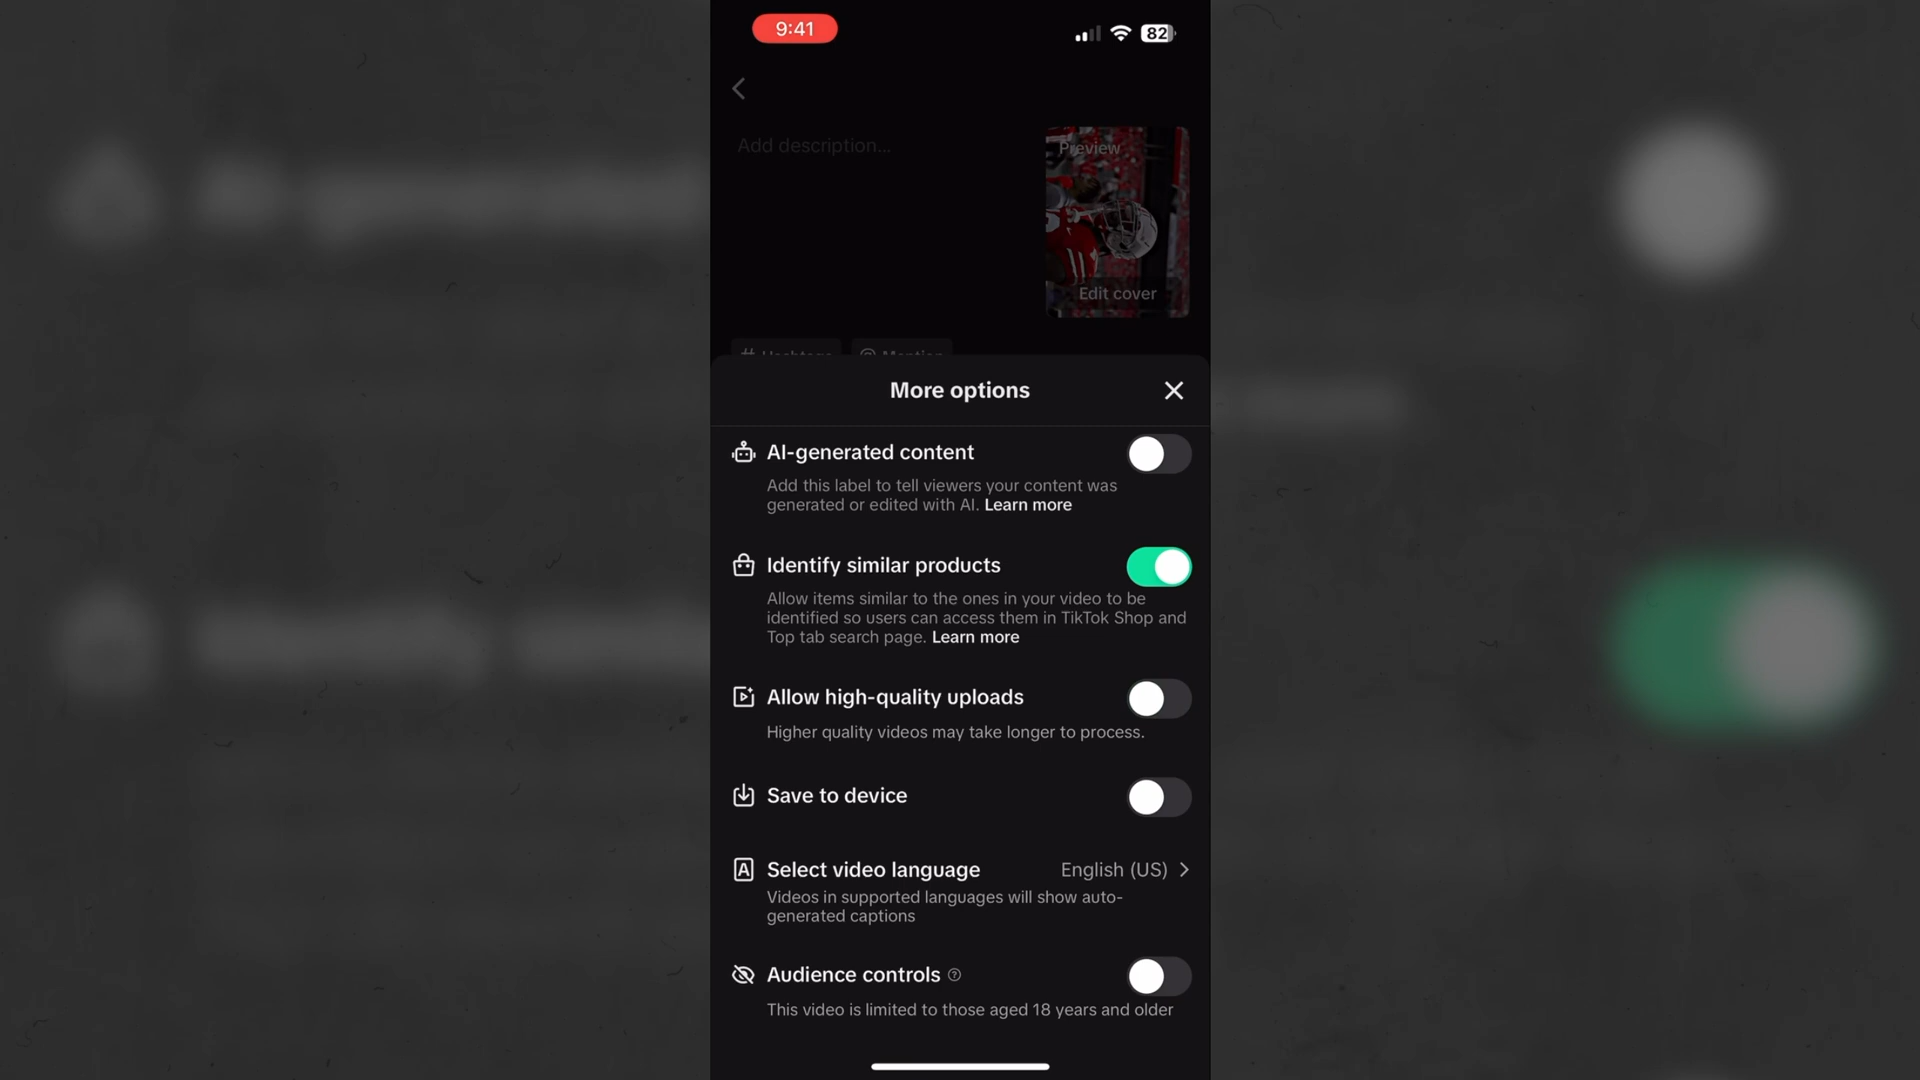 9:41
82
Add description...
Preview
Edit cover
# Hashtags
@ Mention
More options
AI-generated content
Add this label to tell viewers your content was
generated or edited with AI. Learn more
Identify similar products
Allow items similar to the ones in your video to be
identified so users can access them in TikTok Shop and
Top tab search page. Learn more
Allow high-quality uploads
Higher quality videos may take longer to process.
Save to device
Select video language
English (US)
Videos in supported languages will show auto-
generated captions
Audience controls
This video is limited to those aged 18 years and older